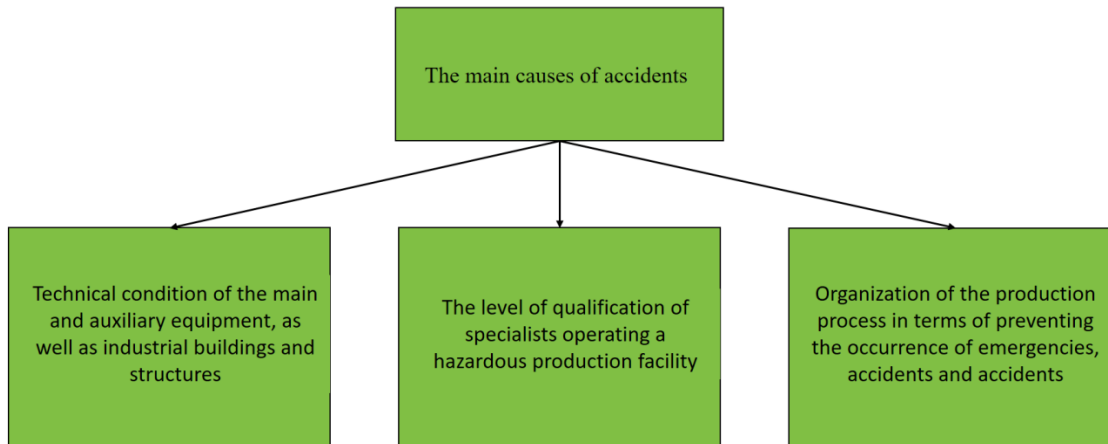 The main causes of accidents
Technical condition of the main
and auxiliary equipment, as
well as industrial buildings and
structures
The level of qualification of
specialists operating a
hazardous production facility
Organization of the production
process in terms of preventing
the occurrence of emergencies,
accidents and accidents